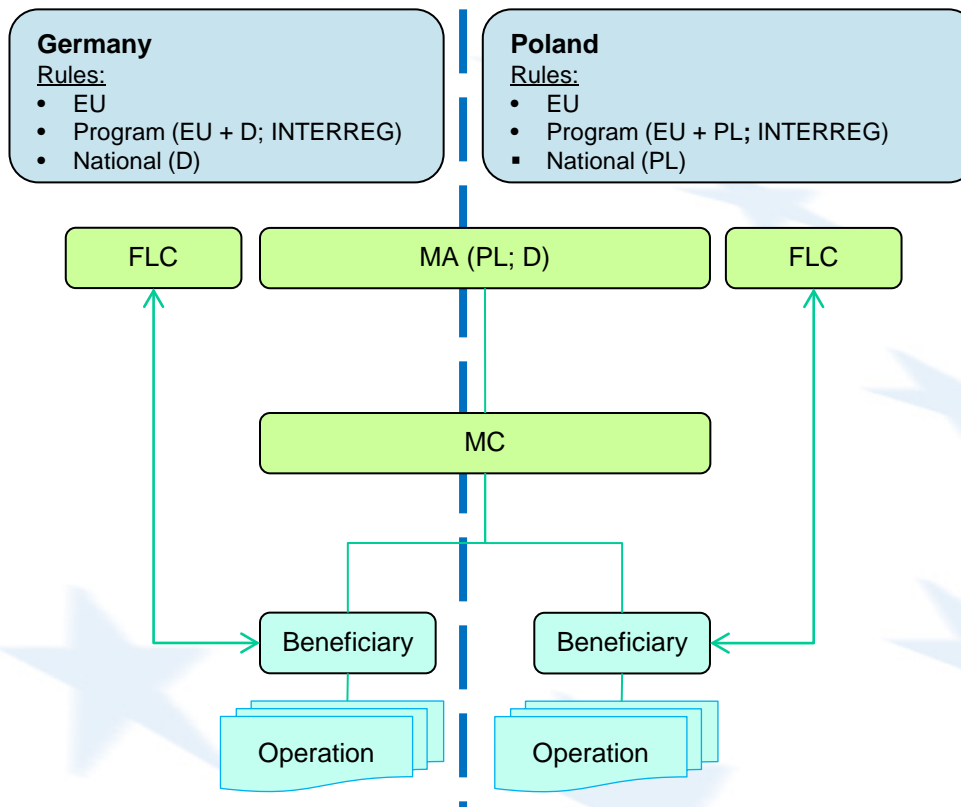 Germany
Rules:
• EU
• Program (EU + D; INTERREG)
• National (D)
Poland
Rules:
• EU
• Program (EU + PL; INTERREG)
▪ National (PL)
FLC
MA (PL; D)
FLC
MC
Beneficiary
Beneficiary
Operation
Operation